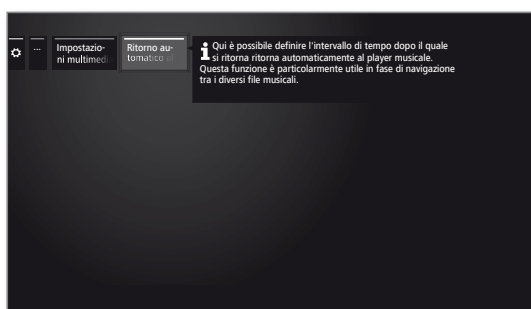 ...
Impostazio-
ni multimedi
Ritorno au-
tomatico al
Qui è possibile definire l'intervallo di tempo dopo il quale
si ritorna ritorna automaticamente al player musicale.
Questa funzione è particolarmente utile in fase di navigazione
tra i diversi file musicali.